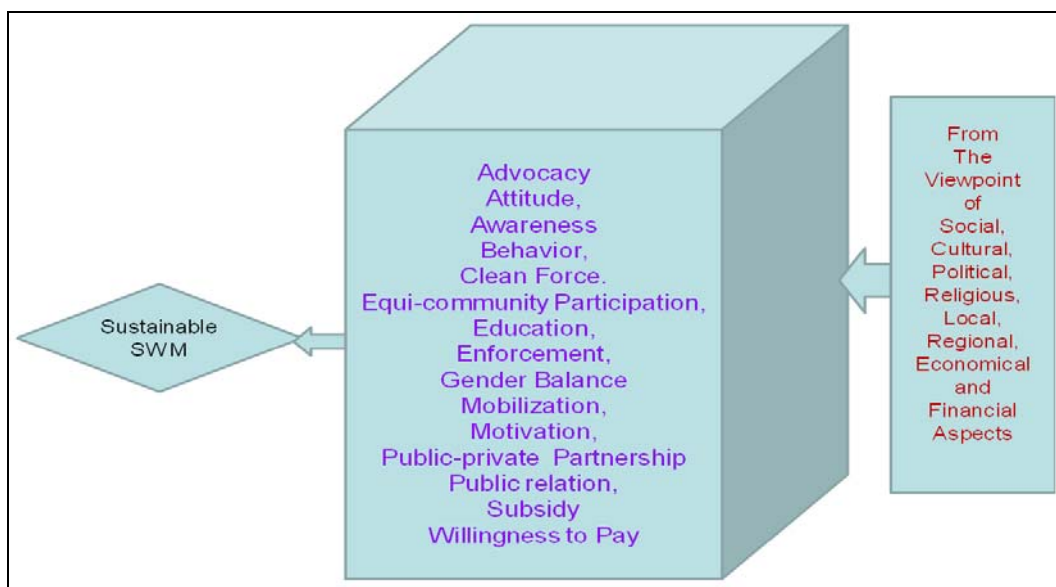 Sustainable
SWM
Advocacy
Attitude,
Awareness
Behavior,
Clean Force.
Equi-community Participation,
Education,
Enforcement,
Gender Balance
Mobilization,
Motivation,
Public-private Partnership
Public relation,
Subsidy
Willingness to Pay
From
The
Viewpoint
of
Social,
Cultural,
Political,
Religious,
Local,
Regional,
Economical
and
Financial
Aspects